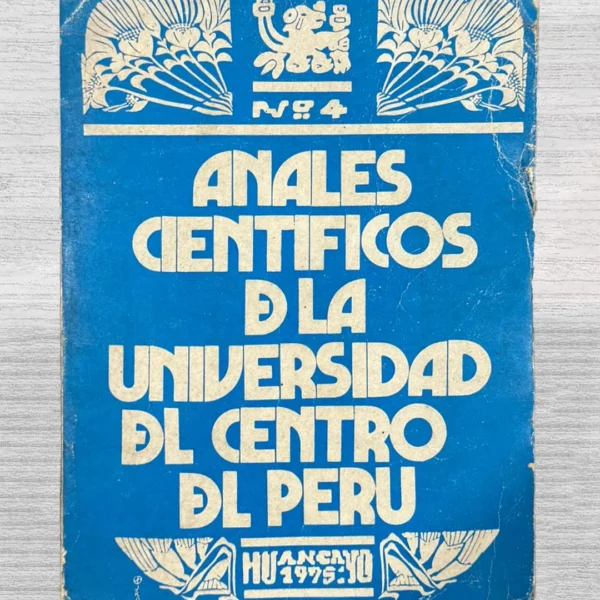 No. 4
ANALES
CIENTIFICOS
DE LA
UNIVERSIDAD
DEL CENTRO
DEL PERU
HUANCAYO
1975